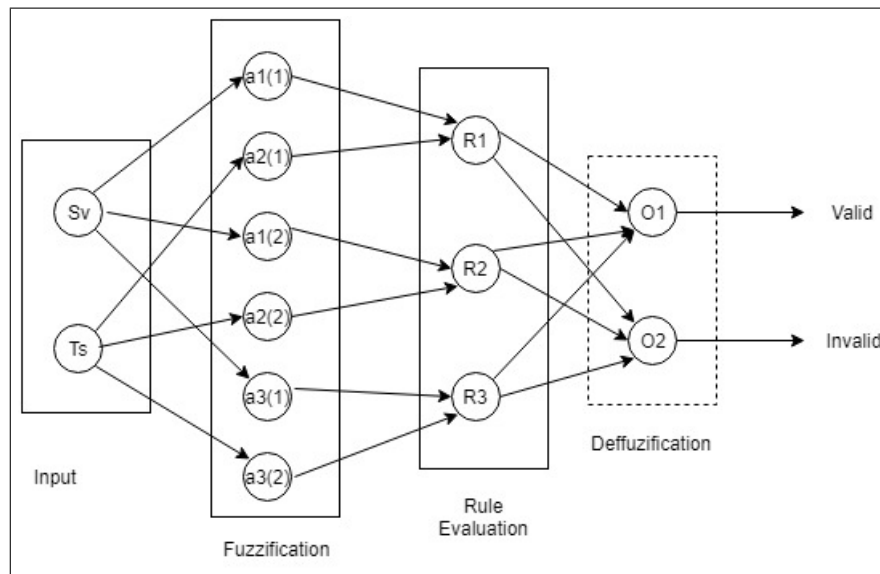 Sv
Ts
Input
a1(1)
a2(1)
a1(2)
a2(2)
a3(1)
a3(2)
Fuzzification
R1
R2
R3
Rule
Evaluation
O1
O2
Deffuzification
Valid
Invalid